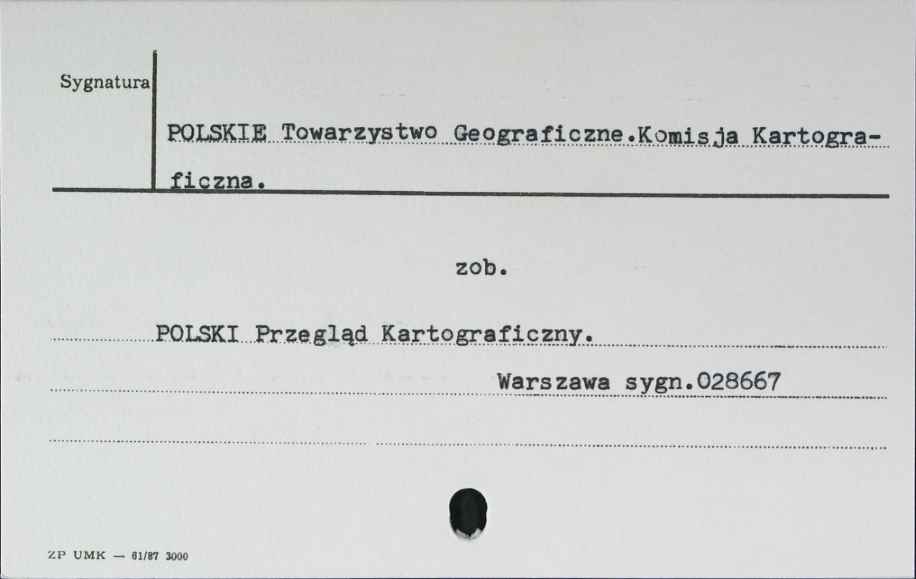 Sygnatura
POLSKIE Towarzystwo Geograficzne.Komisja Kartogra-
ficzna.
zob.
POLSKI Przegląd Kartograficzny.
Warszawa sygn.028667
ZP UMK — 61/87 3000